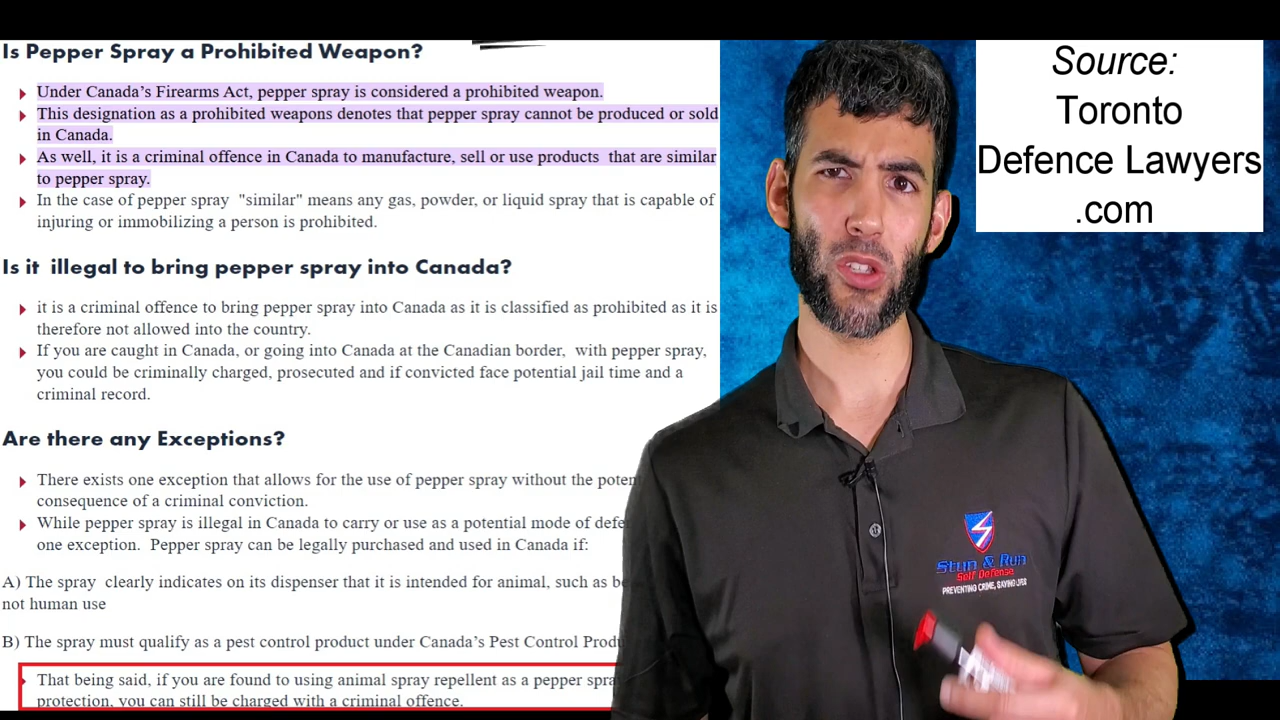 Is Pepper Spray a Prohibited Weapon?
Under Canada's Firearms Act, pepper spray is considered a prohibited weapon.
This designation as a prohibited weapons denotes that pepper spray cannot be produced or sold
in Canada.
As well, it is a criminal offence in Canada to manufacture, sell or use products that are similar
to pepper spray.
In the case of pepper spray "similar" means any gas, powder, or liquid spray that is capable of
injuring or immobilizing a person is prohibited.
Is it illegal to bring pepper spray into Canada?
it is a criminal offence to bring pepper spray into Canada as it is classified as prohibited as it is
therefore not allowed into the country.
If you are caught in Canada, or going into Canada at the Canadian border, with pepper spray,
you could be criminally charged, prosecuted and if convicted face potential jail time and a
criminal record.
Are there any Exceptions?
There exists one exception that allows for the use of pepper spray without the
consequence of a criminal conviction.
While pepper spray is illegal in Canada to carry or use as a potential mode of
one exception. Pepper spray can be legally purchased and used in Canada if:
A) The spray clearly indicates on its dispenser that it is intended for animal, such as
not human use
B) The spray must qualify as a pest control product under Canada's Pest Control
That being said, if you are found to using animal spray repellent as a pepper
protection, you can still be charged with a criminal offence.
Source:
Toronto
Defence Lawyers
.com
Stun & Run
Self Defense
PREVENTING CRIME, SAVING LIVES